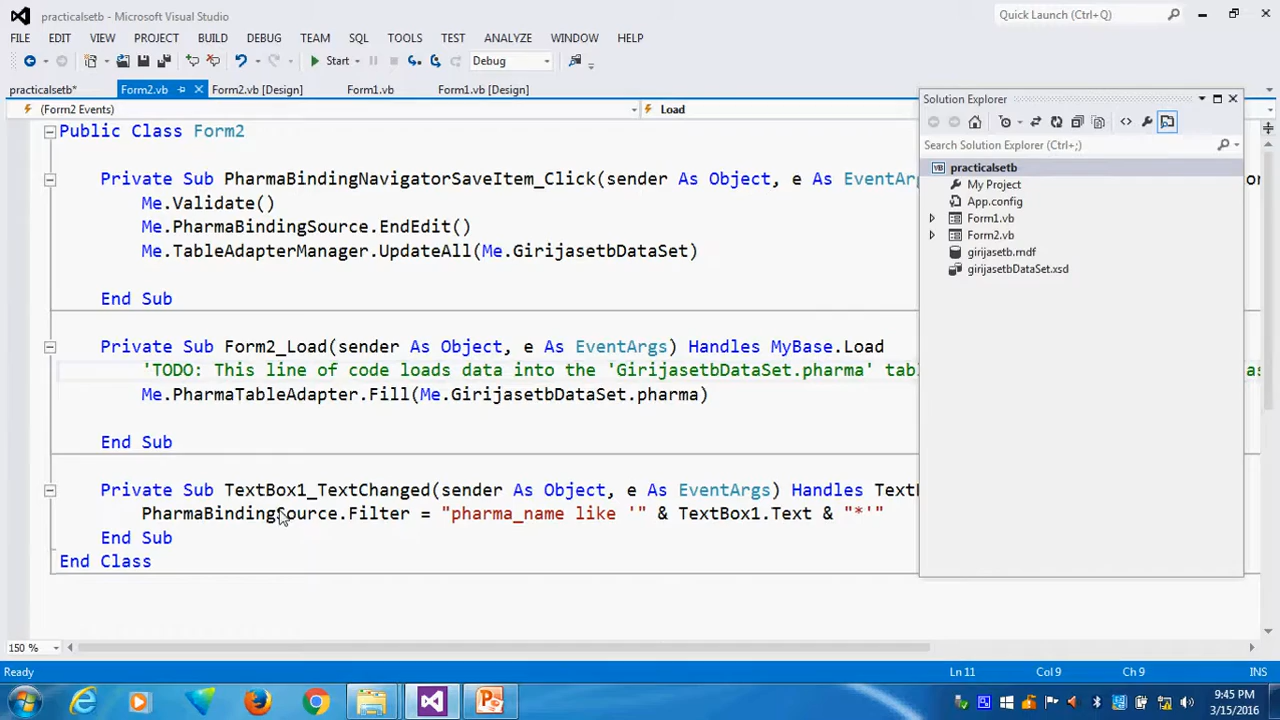 practicalsetb - Microsoft Visual Studio
Quick Launch (Ctrl+Q)
FILE EDIT VIEW PROJECT BUILD DEBUG TEAM SQL TOOLS TEST ANALYZE WINDOW HELP
Start Debug
practicalsetb* Form2.vb Form2.vb [Design] Form1.vb Form1.vb [Design]
(Form2 Events) Load
Public Class Form2
Private Sub PharmaBindingNavigatorSaveItem_Click(sender As Object, e As EventArg
Me.Validate()
Me.PharmaBindingSource.EndEdit()
Me.TableAdapterManager.UpdateAll(Me.GirijasetbDataSet)
End Sub
Private Sub Form2_Load(sender As Object, e As EventArgs) Handles MyBase.Load
'TODO: This line of code loads data into the 'GirijasetbDataSet.pharma' tabl
Me.PharmaTableAdapter.Fill(Me.GirijasetbDataSet.pharma)
End Sub
Private Sub TextBox1_TextChanged(sender As Object, e As EventArgs) Handles Text
PharmaBindingSource.Filter = "pharma_name like '" & TextBox1.Text & "*'"
End Sub
End Class
Solution Explorer
Search Solution Explorer (Ctrl+;)
VB practicalsetb
My Project
App.config
Form1.vb
Form2.vb
girijasetb.mdf
girijasetbDataSet.xsd
150 %
Ready Ln 11 Col 9 Ch 9 INS
9:45 PM
3/15/2016